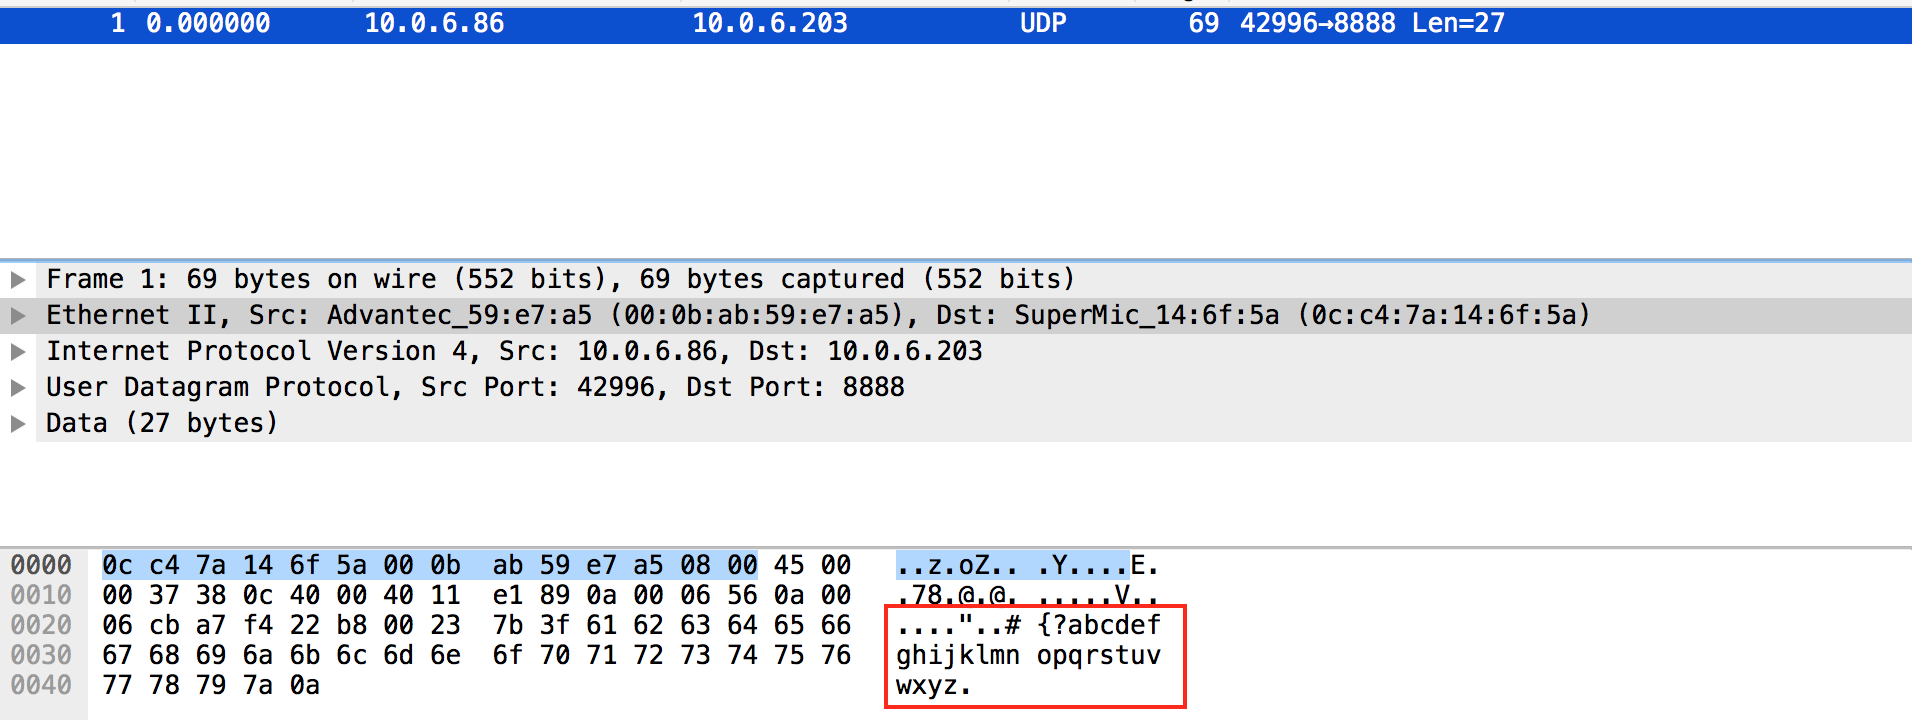 1 0.000000 10.0.6.86 10.0.6.203 UDP 69 42996→8888 Len=27
Frame 1: 69 bytes on wire (552 bits), 69 bytes captured (552 bits)
Ethernet II, Src: Advantec_59:e7:a5 (00:0b:ab:59:e7:a5), Dst: SuperMic_14:6f:5a (0c:c4:7a:14:6f:5a)
Internet Protocol Version 4, Src: 10.0.6.86, Dst: 10.0.6.203
User Datagram Protocol, Src Port: 42996, Dst Port: 8888
Data (27 bytes)
0000 0c c4 7a 14 6f 5a 00 0b ab 59 e7 a5 08 00 45 00 ..z.oZ.. .Y....E.
0010 00 37 38 0c 40 00 40 11 e1 89 0a 00 06 56 0a 00 .78.@.@. .....V..
0020 06 cb a7 f4 22 b8 00 23 7b 3f 61 62 63 64 65 66 ...."..# {?abcdef
0030 67 68 69 6a 6b 6c 6d 6e 6f 70 71 72 73 74 75 76 ghijklmn opqrstuv
0040 77 78 79 7a 0a wxyz.